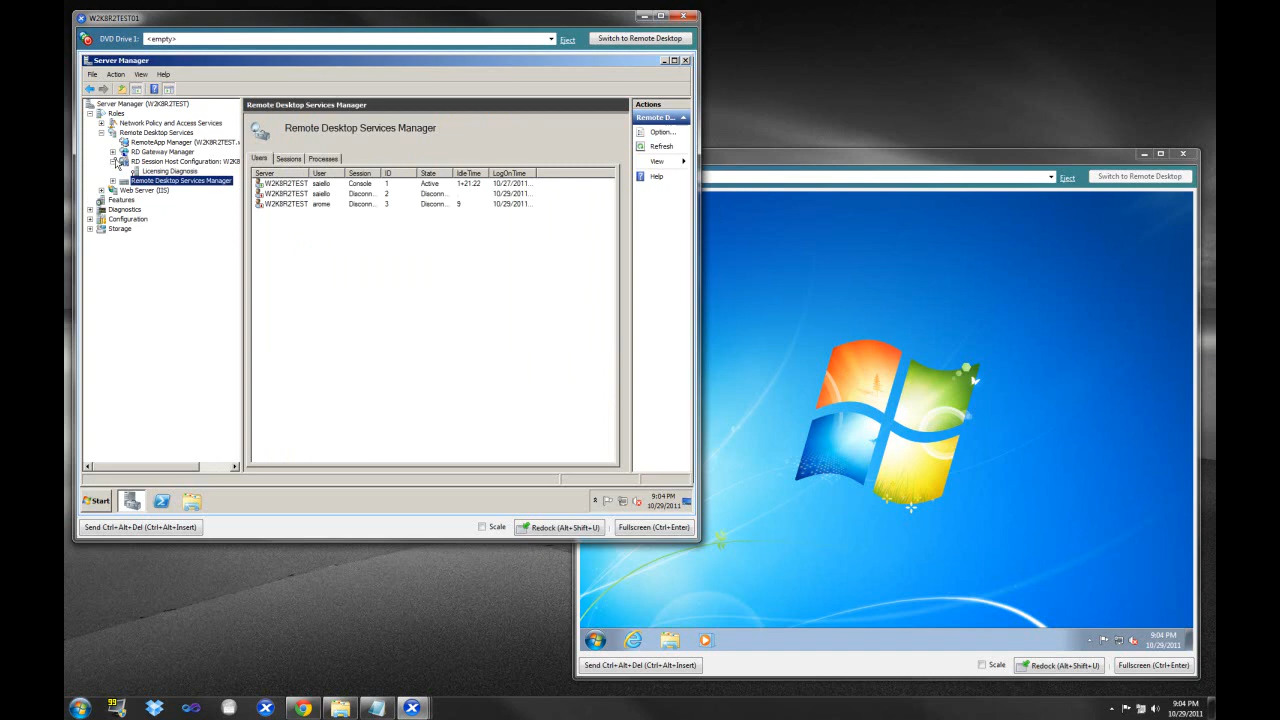 W2K8R2TEST01
DVD Drive 1: <empty> Eject Switch to Remote Desktop
Server Manager
File Action View Help
Server Manager (W2K8R2TEST)
Roles
Network Policy and Access Services
Remote Desktop Services
RemoteApp Manager (W2K8R2TEST.
RD Gateway Manager
RD Session Host Configuration: W2K8
Licensing Diagnosis
Remote Desktop Services Manager
Web Server (IIS)
Features
Diagnostics
Configuration
Storage
Remote Desktop Services Manager
Remote Desktop Services Manager
Users Sessions Processes
Server User Session ID State Idle Time LogOnTime
W2K8R2TEST saiello Console 1 Active 1+21:22 10/27/2011...
W2K8R2TEST saiello Disconn... 2 Disconn... 10/29/2011...
W2K8R2TEST arome Disconn... 3 Disconn... 9 10/29/2011...
Actions
Remote D...
Option...
Refresh
View
Help
Start
9:04 PM
10/29/2011
Send Ctrl+Alt+Del (Ctrl+Alt+Insert) Scale Redock (Alt+Shift+U) Fullscreen (Ctrl+Enter)
Eject Switch to Remote Desktop
9:04 PM
10/29/2011
Send Ctrl+Alt+Del (Ctrl+Alt+Insert) Scale Redock (Alt+Shift+U) Fullscreen (Ctrl+Enter)
99
9:04 PM
10/29/2011